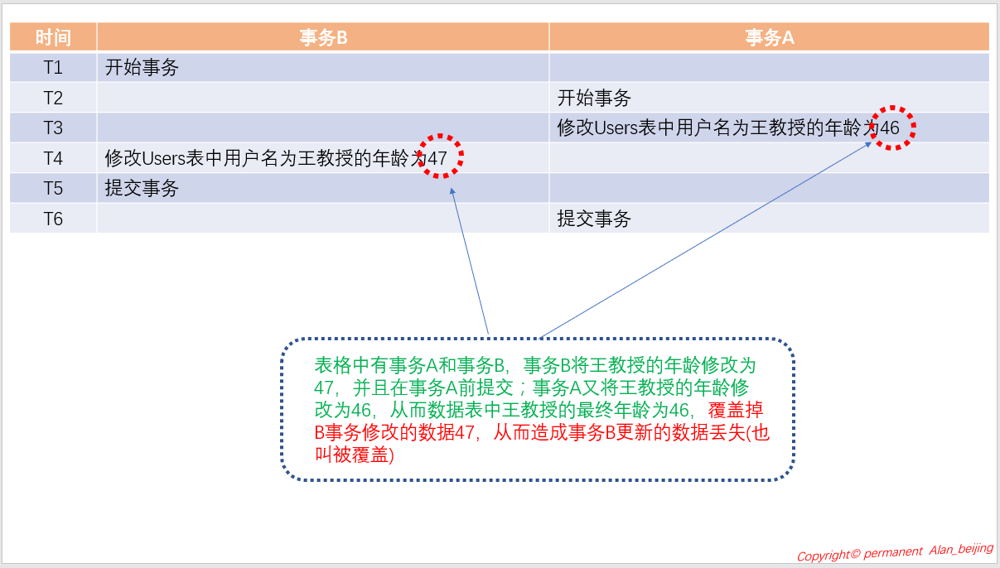 时间 事务B 事务A
T1 开始事务
T2 开始事务
T3 修改Users表中用户名为王教授的年龄为46
T4 修改Users表中用户名为王教授的年龄为47
T5 提交事务
T6 提交事务
表格中有事务A和事务B，事务B将王教授的年龄修改为
47，并且在事务A前提交；事务A又将王教授的年龄修
改为46，从而数据表中王教授的最终年龄为46，覆盖掉
B事务修改的数据47，从而造成事务B更新的数据丢失(也
叫被覆盖)
Copyright© permanent Alan_beijing